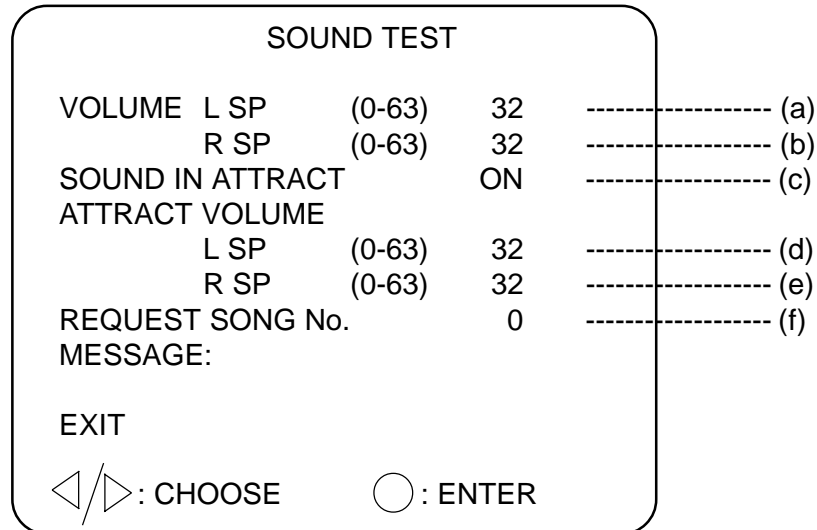 SOUND TEST
VOLUME L SP (0-63) 32 ------------------- (a)
R SP (0-63) 32 ------------------- (b)
SOUND IN ATTRACT ON ------------------- (c)
ATTRACT VOLUME
L SP (0-63) 32 ------------------- (d)
R SP (0-63) 32 ------------------- (e)
REQUEST SONG No. 0 ------------------- (f)
MESSAGE:
EXIT
◁/▷: CHOOSE ◯: ENTER